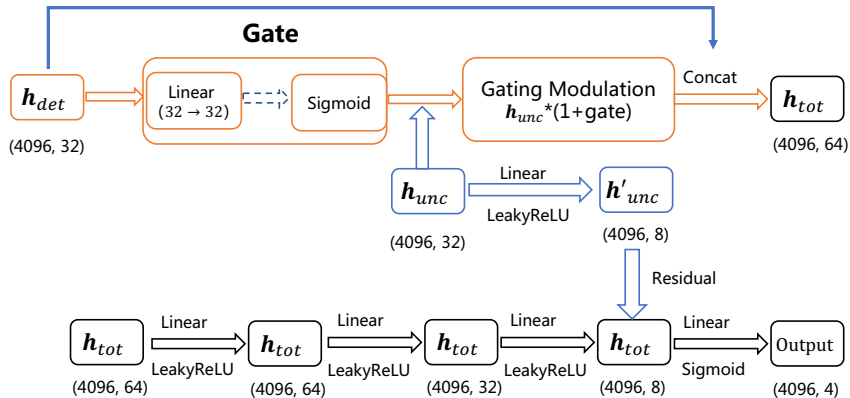 Gate
h_det
Linear
(32 → 32)
Sigmoid
Gating Modulation
h_unc*(1+gate)
Concat
h_tot
(4096, 32)
(4096, 64)
h_unc
Linear
LeakyReLU
h'_unc
(4096, 32)
(4096, 8)
Residual
h_tot
Linear
LeakyReLU
h_tot
Linear
LeakyReLU
h_tot
Linear
LeakyReLU
h_tot
Linear
Sigmoid
Output
(4096, 64)
(4096, 64)
(4096, 32)
(4096, 8)
(4096, 4)